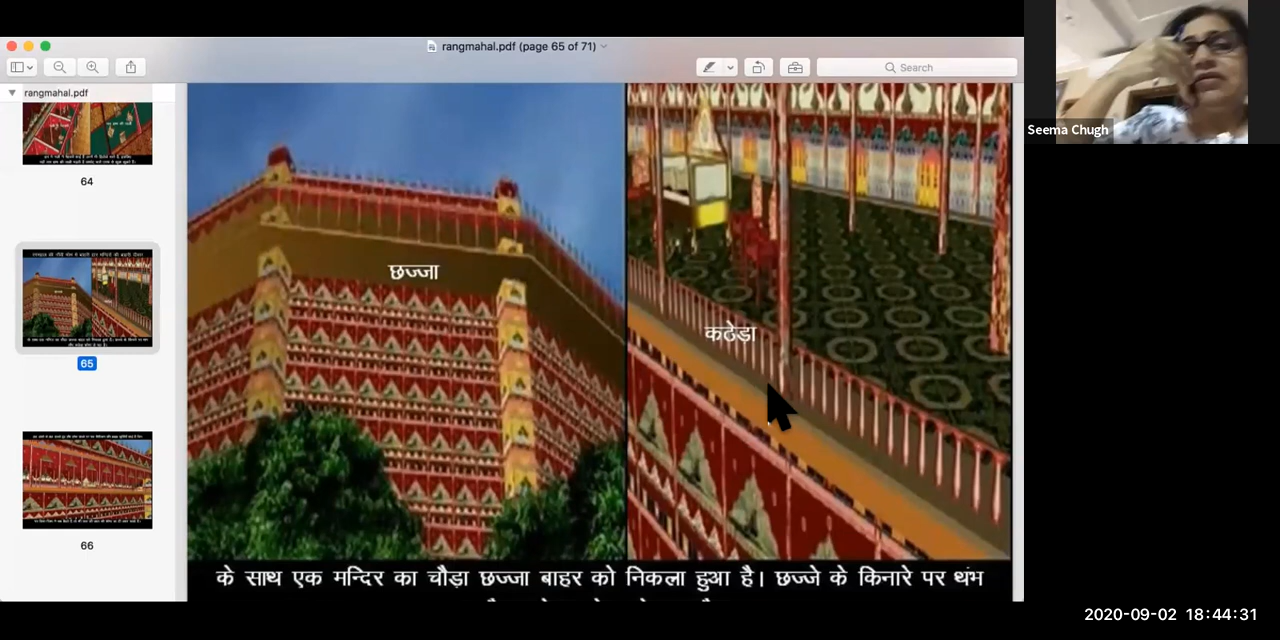 rangmahal.pdf (page 65 of 71)
Search
rangmahal.pdf
64
65
66
छज्जा
कठेड़ा
के साथ एक मन्दिर का चौड़ा छज्जा बाहर को निकला हुआ है। छज्जे के किनारे पर थंभ
Seema Chugh
2020-09-02 18:44:31